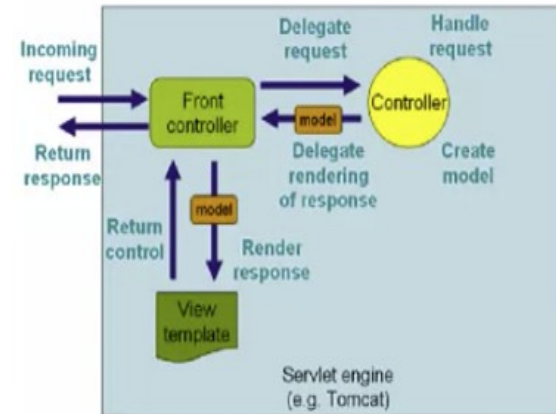 Incoming
request
Return
response
Front
controller
Delegate
request
model
Delegate
rendering
of response
Handle
request
Controller
Create
model
Return
control
model
Render
response
View
template
Servlet engine
(e.g. Tomcat)